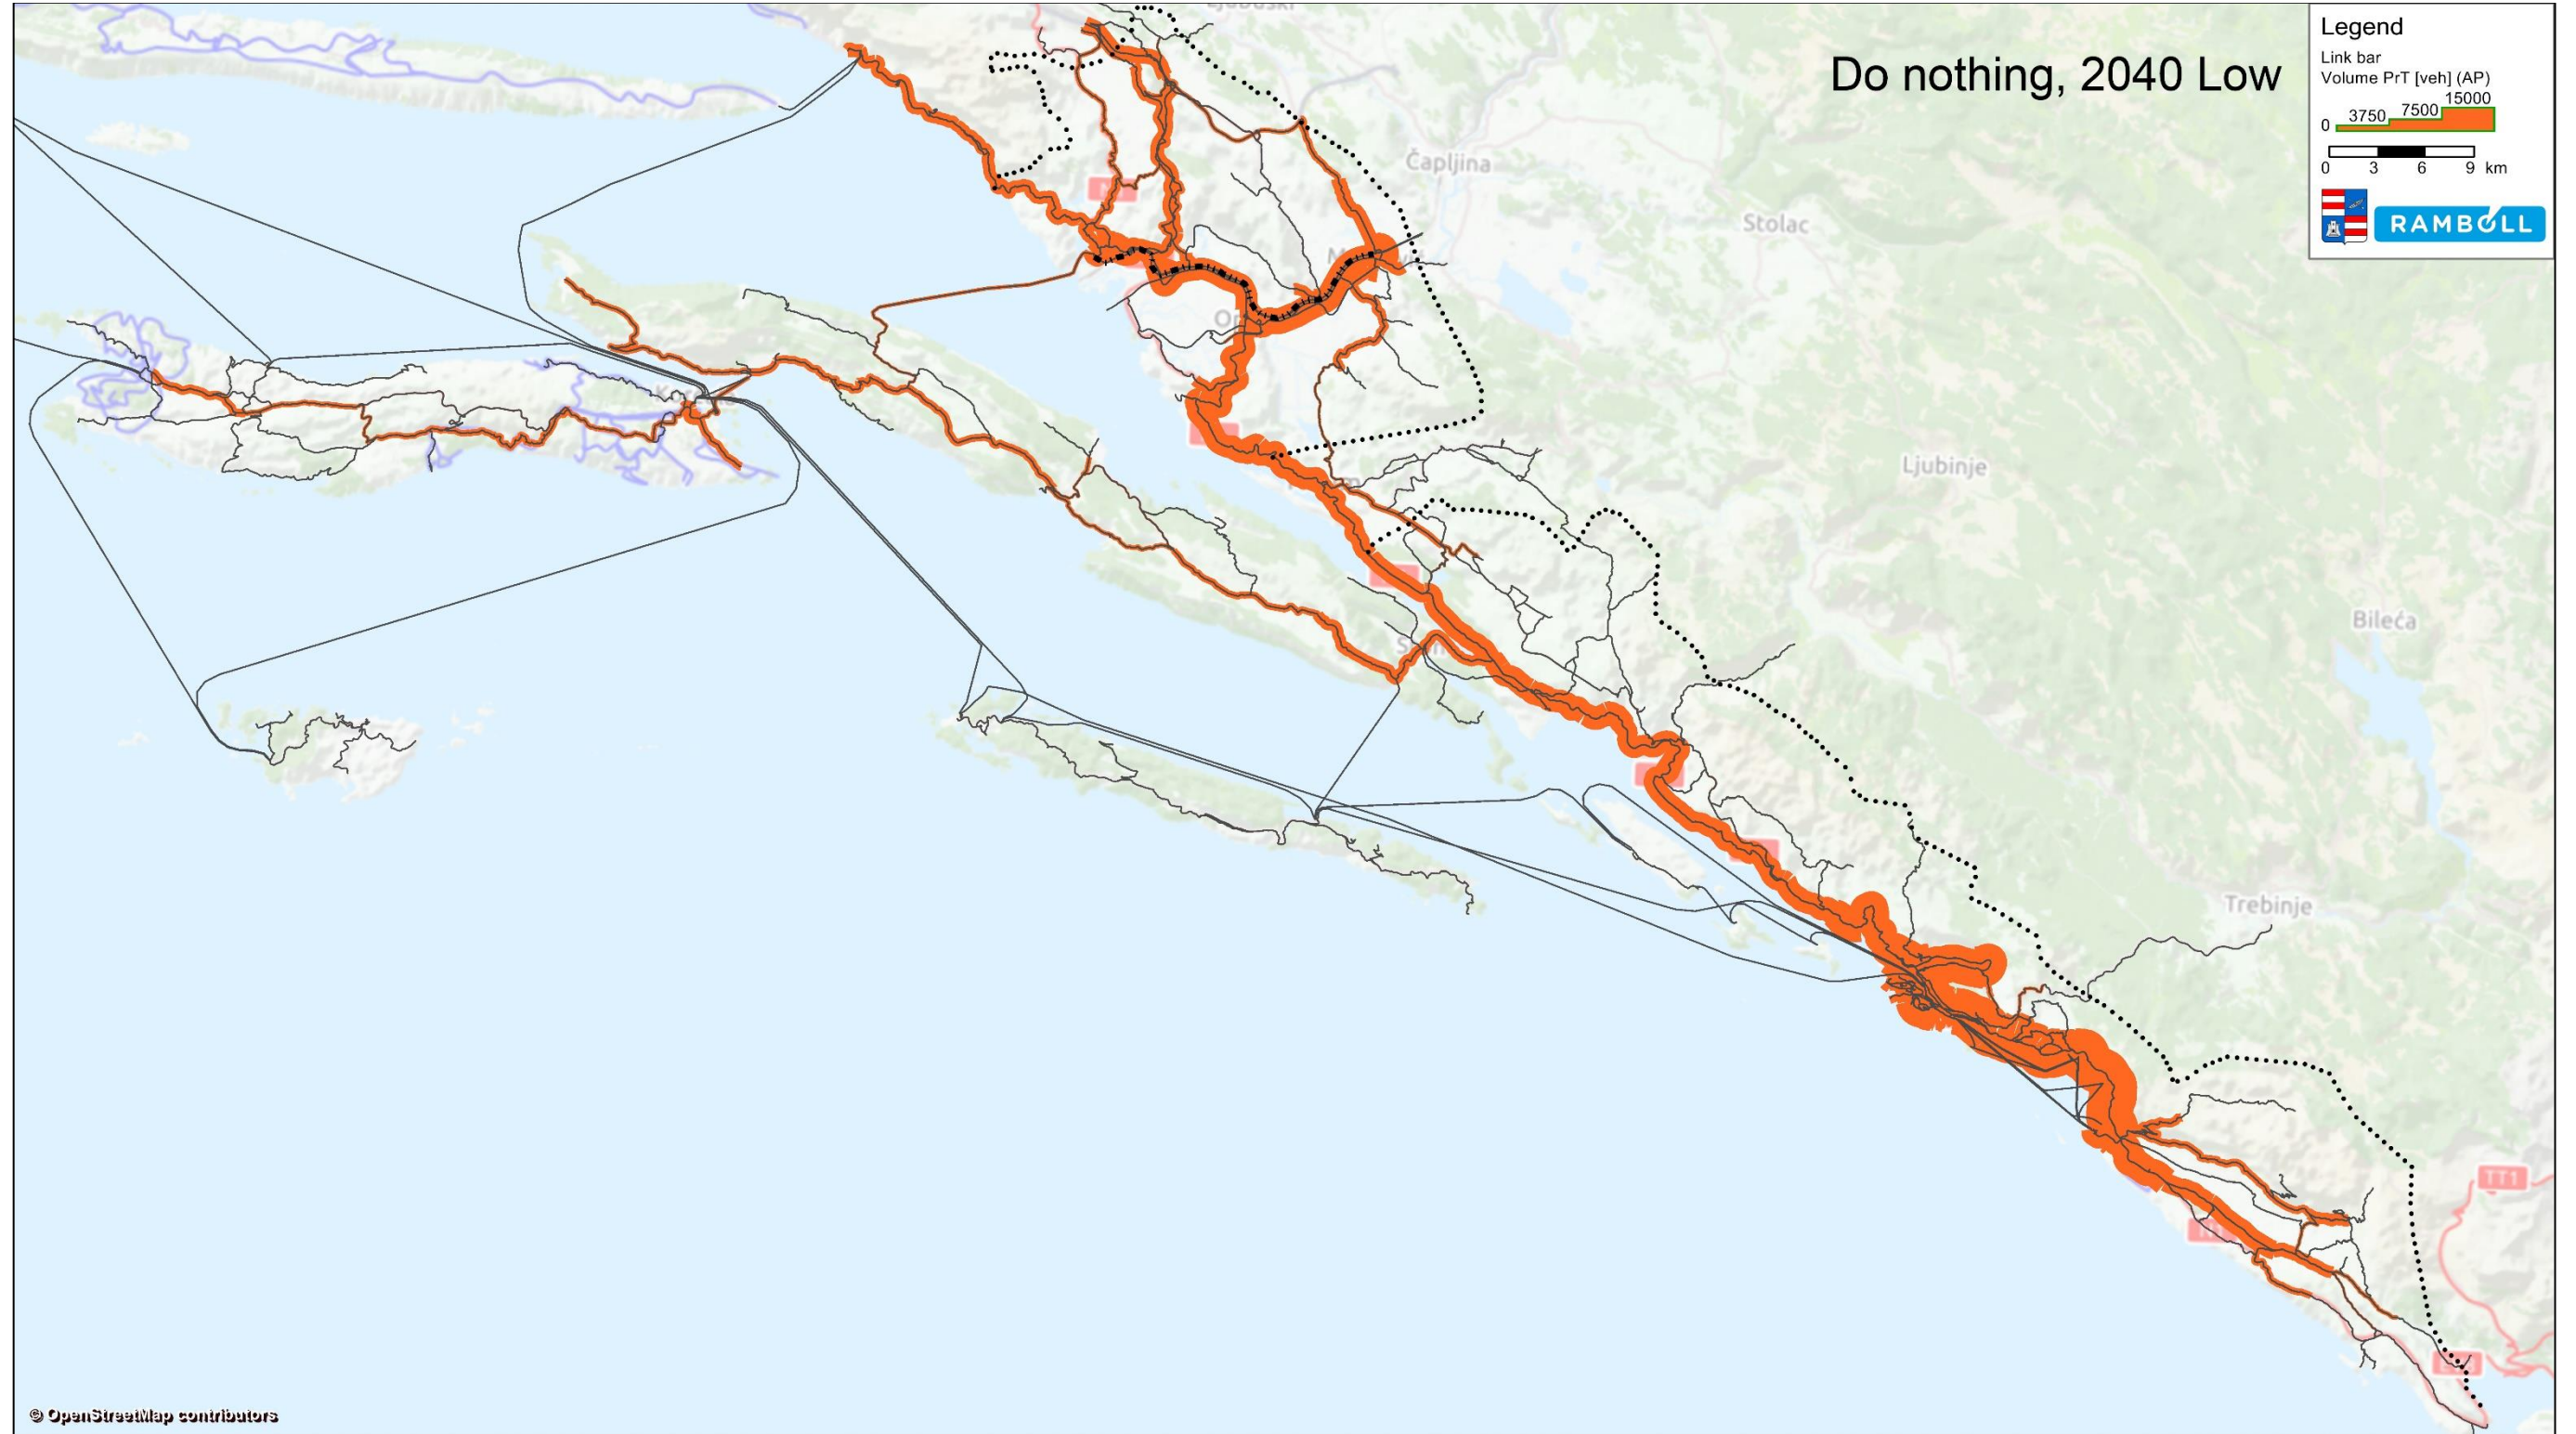 Do nothing, 2040 Low
Legend
Link bar
Volume PrT [veh] (AP)
0 3750 7500 15000
0 3 6 9 km
RAMBOLL
Čapljina
Stolac
Ljubinje
Bileća
Trebinje
TT1
© OpenStreetMap contributors